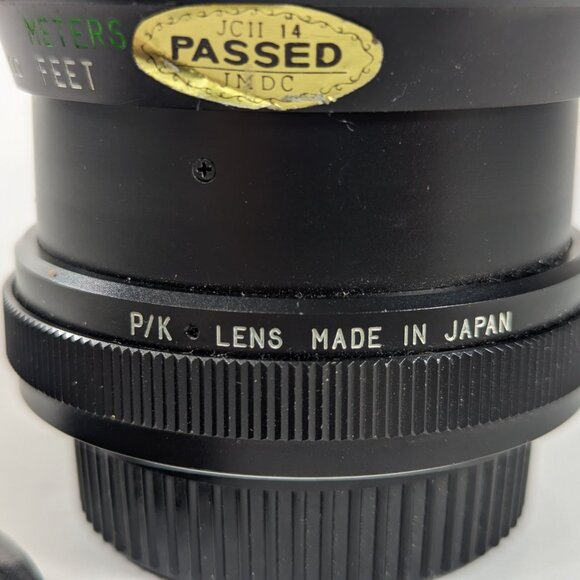 METERS
FEET
JCII 14
PASSED
JMDC
P/K LENS MADE IN JAPAN